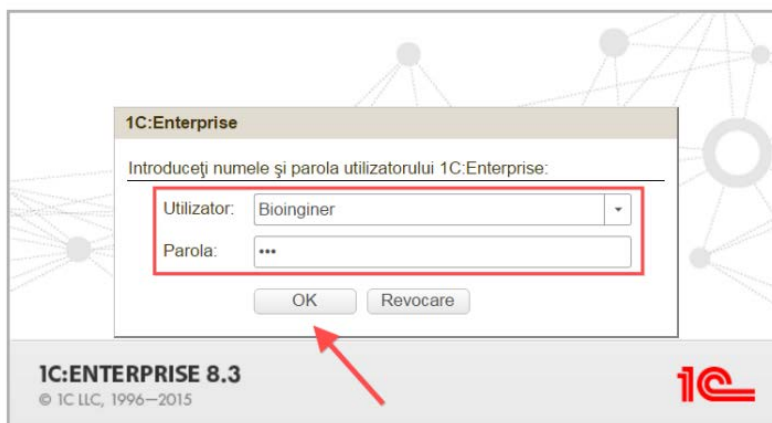 1C:Enterprise
Introduceţi numele şi parola utilizatorului 1C:Enterprise:
Utilizator: Bioinginer
Parola: •••
OK Revocare
1C:ENTERPRISE 8.3
© 1C LLC, 1996—2015
1C